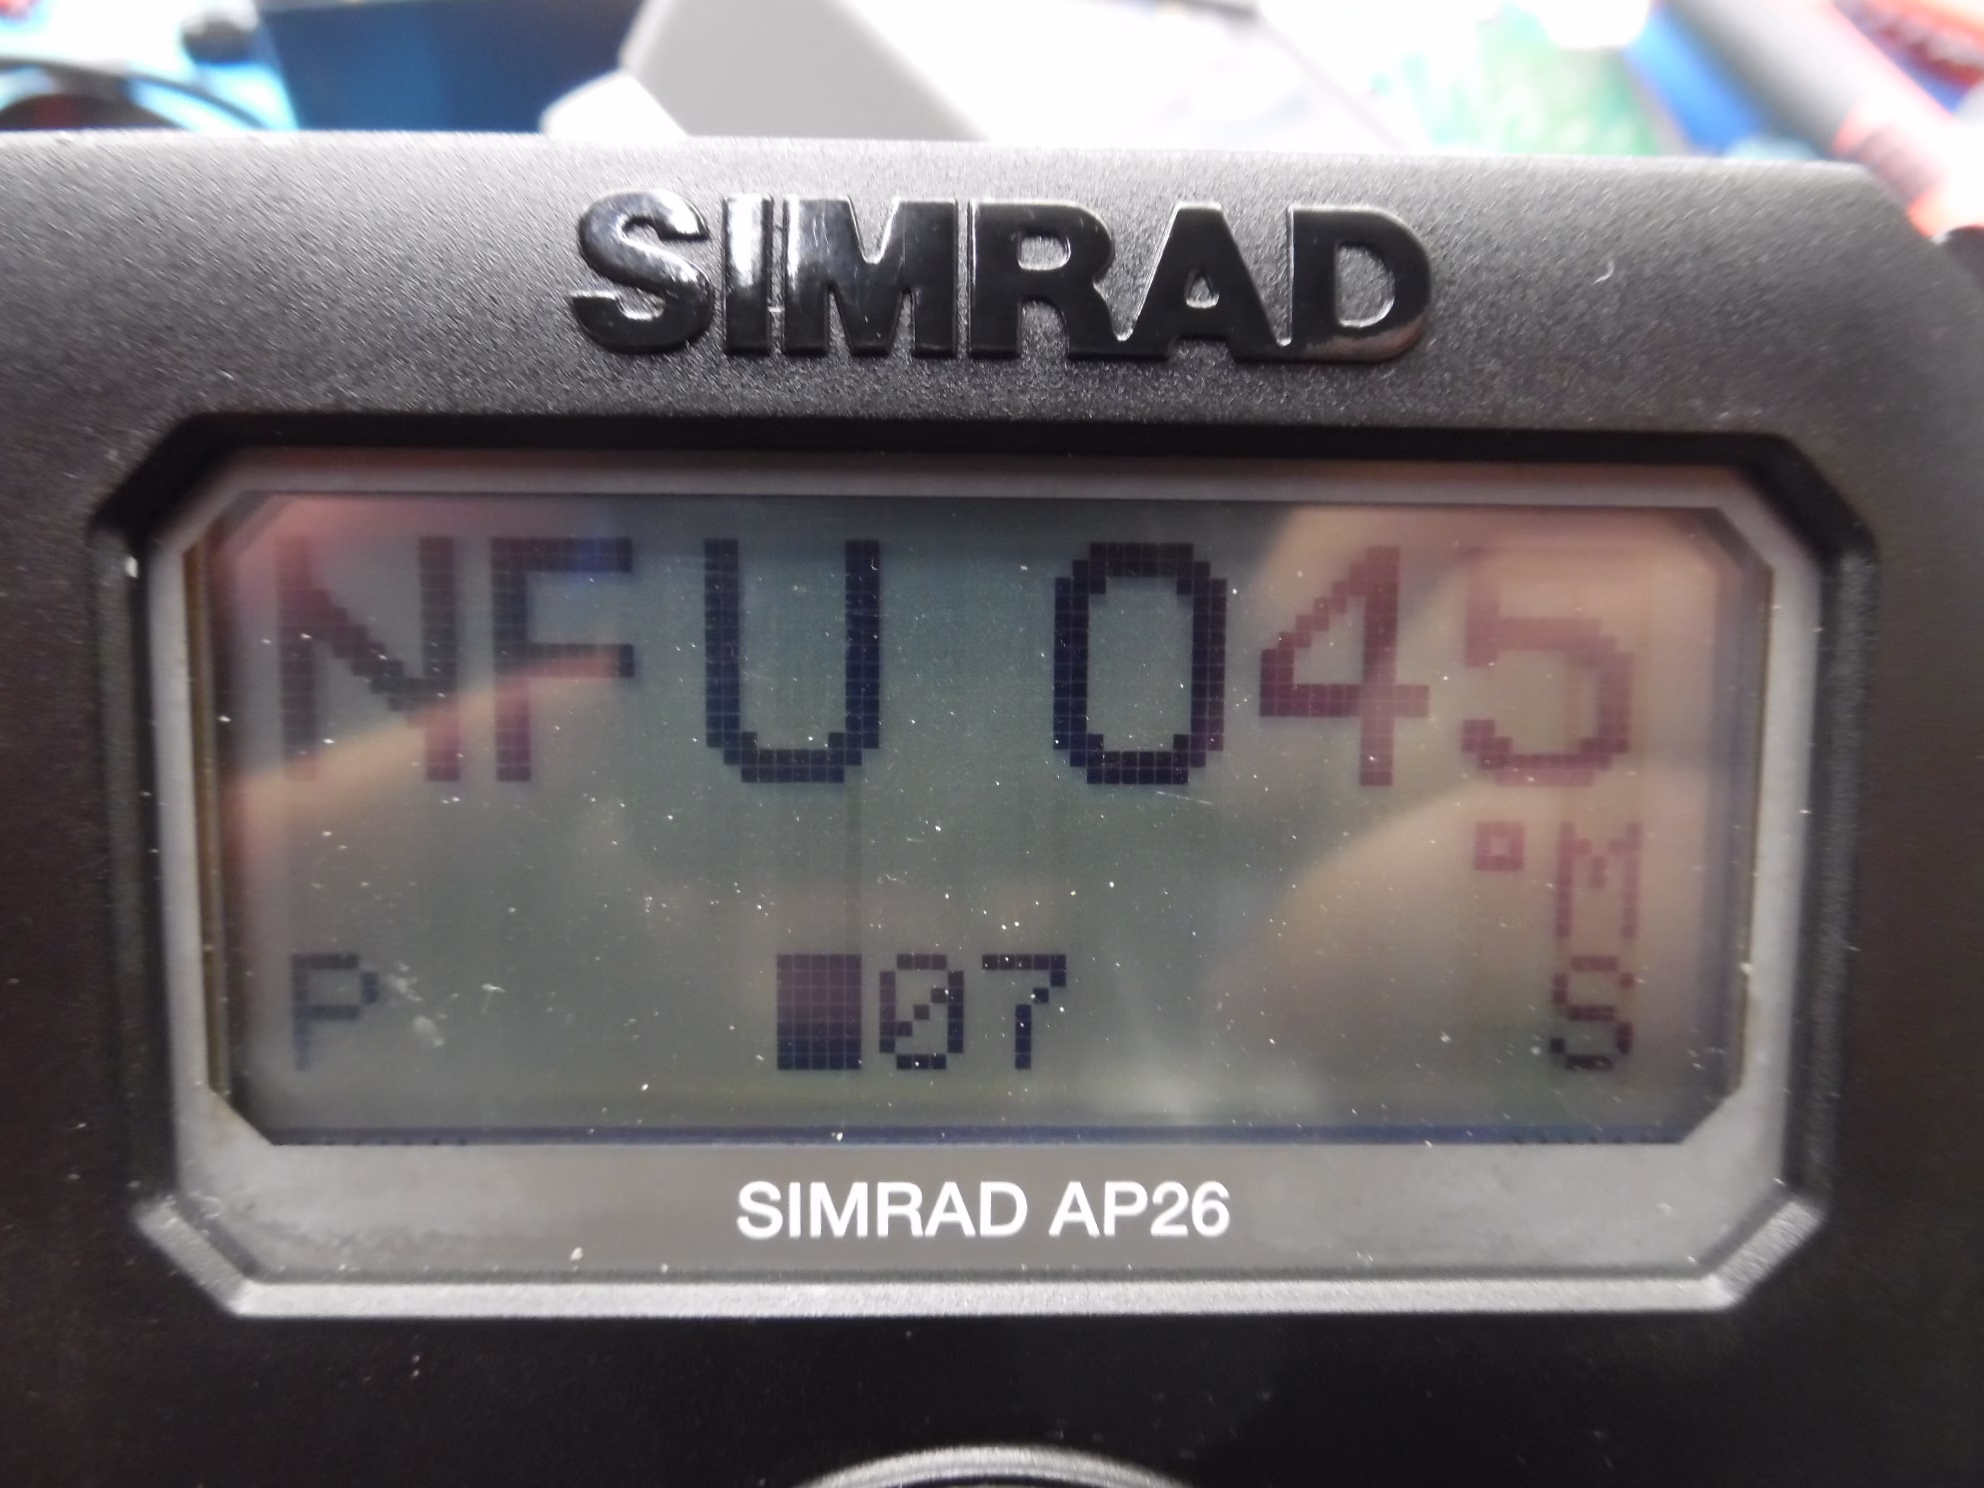 SIMRAD
NFU 045
°M
P ■07 S
SIMRAD AP26